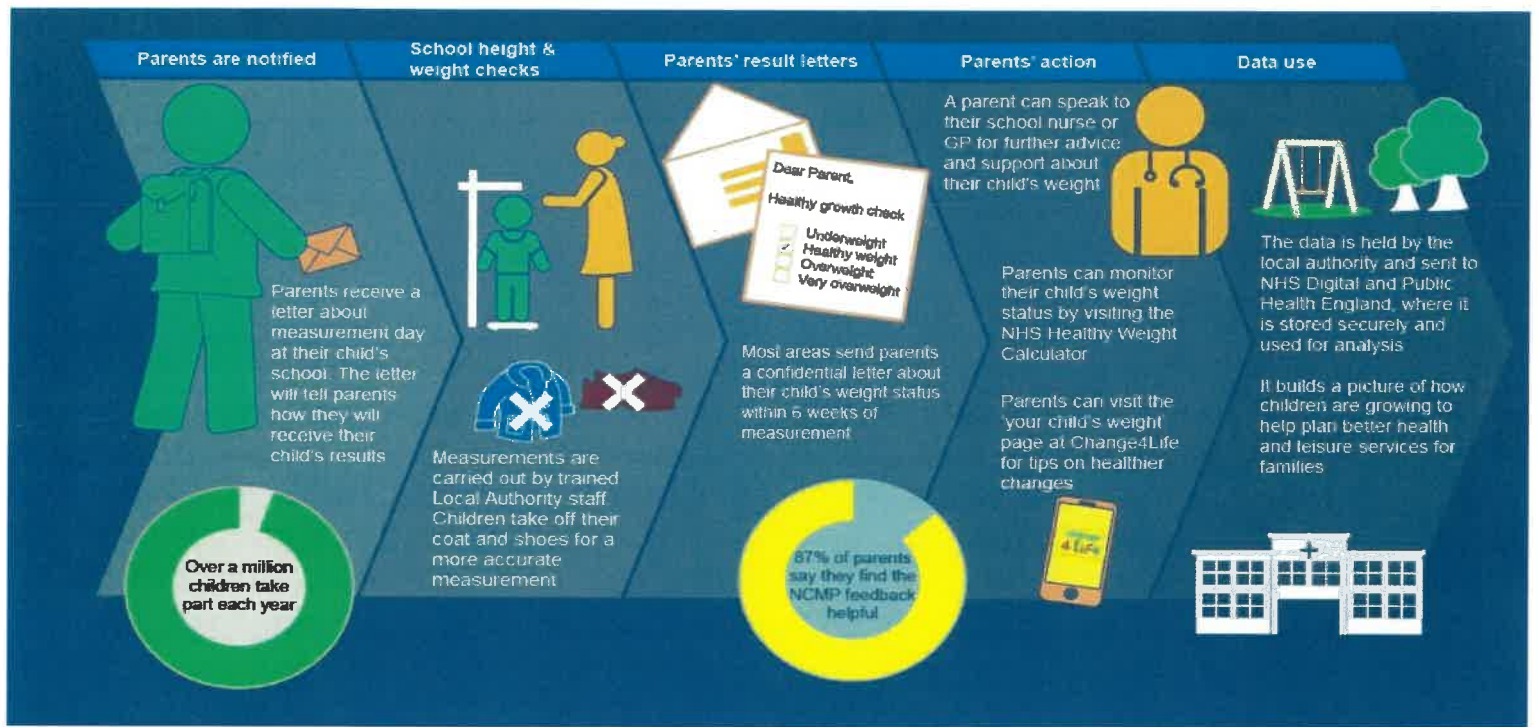 Parents are notified
School height &
weight checks
Parents' result letters
Parents' action
Data use
Parents receive a
letter about
measurement day
at their child's
school. The letter
will tell parents
how they will
receive their
child's results
Over a million
children take
part each year
Measurements are
carried out by trained
Local Authority staff.
Children take off their
coat and shoes for a
more accurate
measurement
Dear Parent,
Healthy growth check
Underweight
Healthy weight
Overweight
Very overweight
Most areas send parents
a confidential letter about
their child's weight status
within 6 weeks of
measurement
87% of parents
say they find the
NCMP feedback
helpful
A parent can speak to
their school nurse or
GP for further advice
and support about
their child's weight
Parents can monitor
their child's weight
status by visiting the
NHS Healthy Weight
Calculator
Parents can visit the
'your child's weight'
page at Change4Life
for tips on healthier
changes
4Life
The data is held by the
local authority and sent to
NHS Digital and Public
Health England, where it
is stored securely and
used for analysis
It builds a picture of how
children are growing to
help plan better health
and leisure services for
families